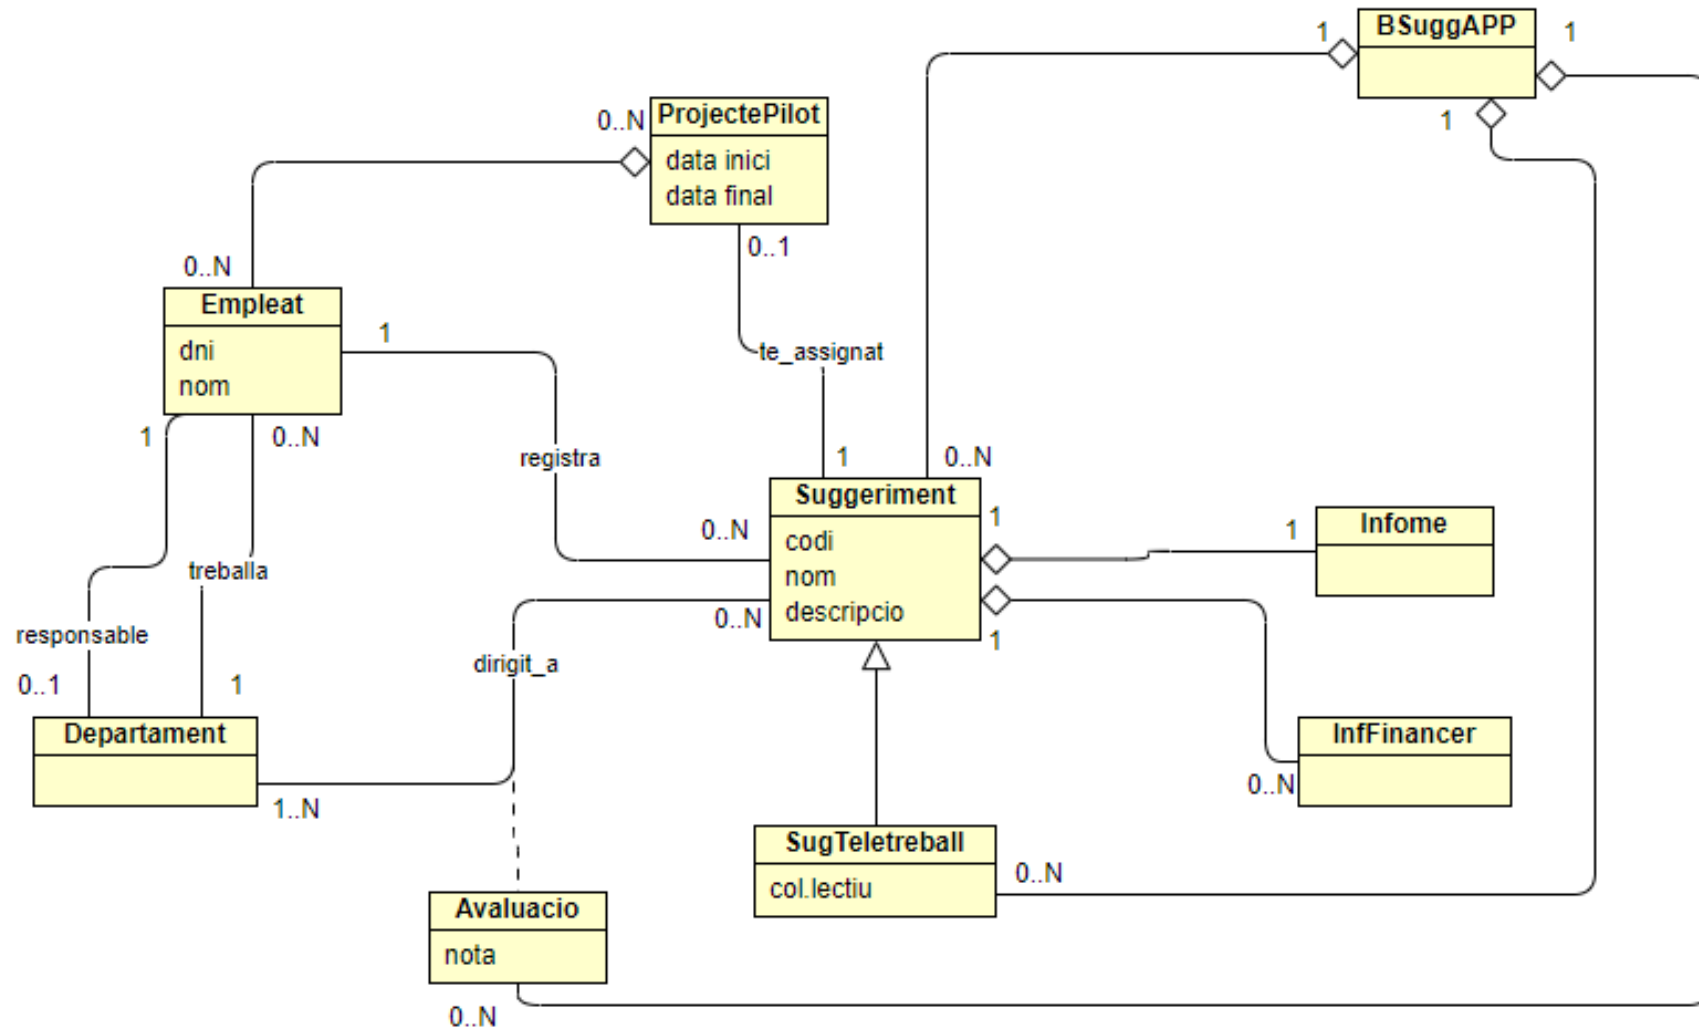 1
BSuggAPP
1
1
0..N
ProjectePilot
data inici
data final
0..1
0..N
Empleat
dni
nom
1
te_assignat
1
0..N
registra
1
0..N
Suggeriment
codi
nom
descripcio
1
1
Infome
0..N
treballa
0..N
1
responsable
dirigit_a
0..1
1
Departament
1..N
InfFinancer
0..N
SugTeletreball
col.lectiu
0..N
Avaluacio
nota
0..N